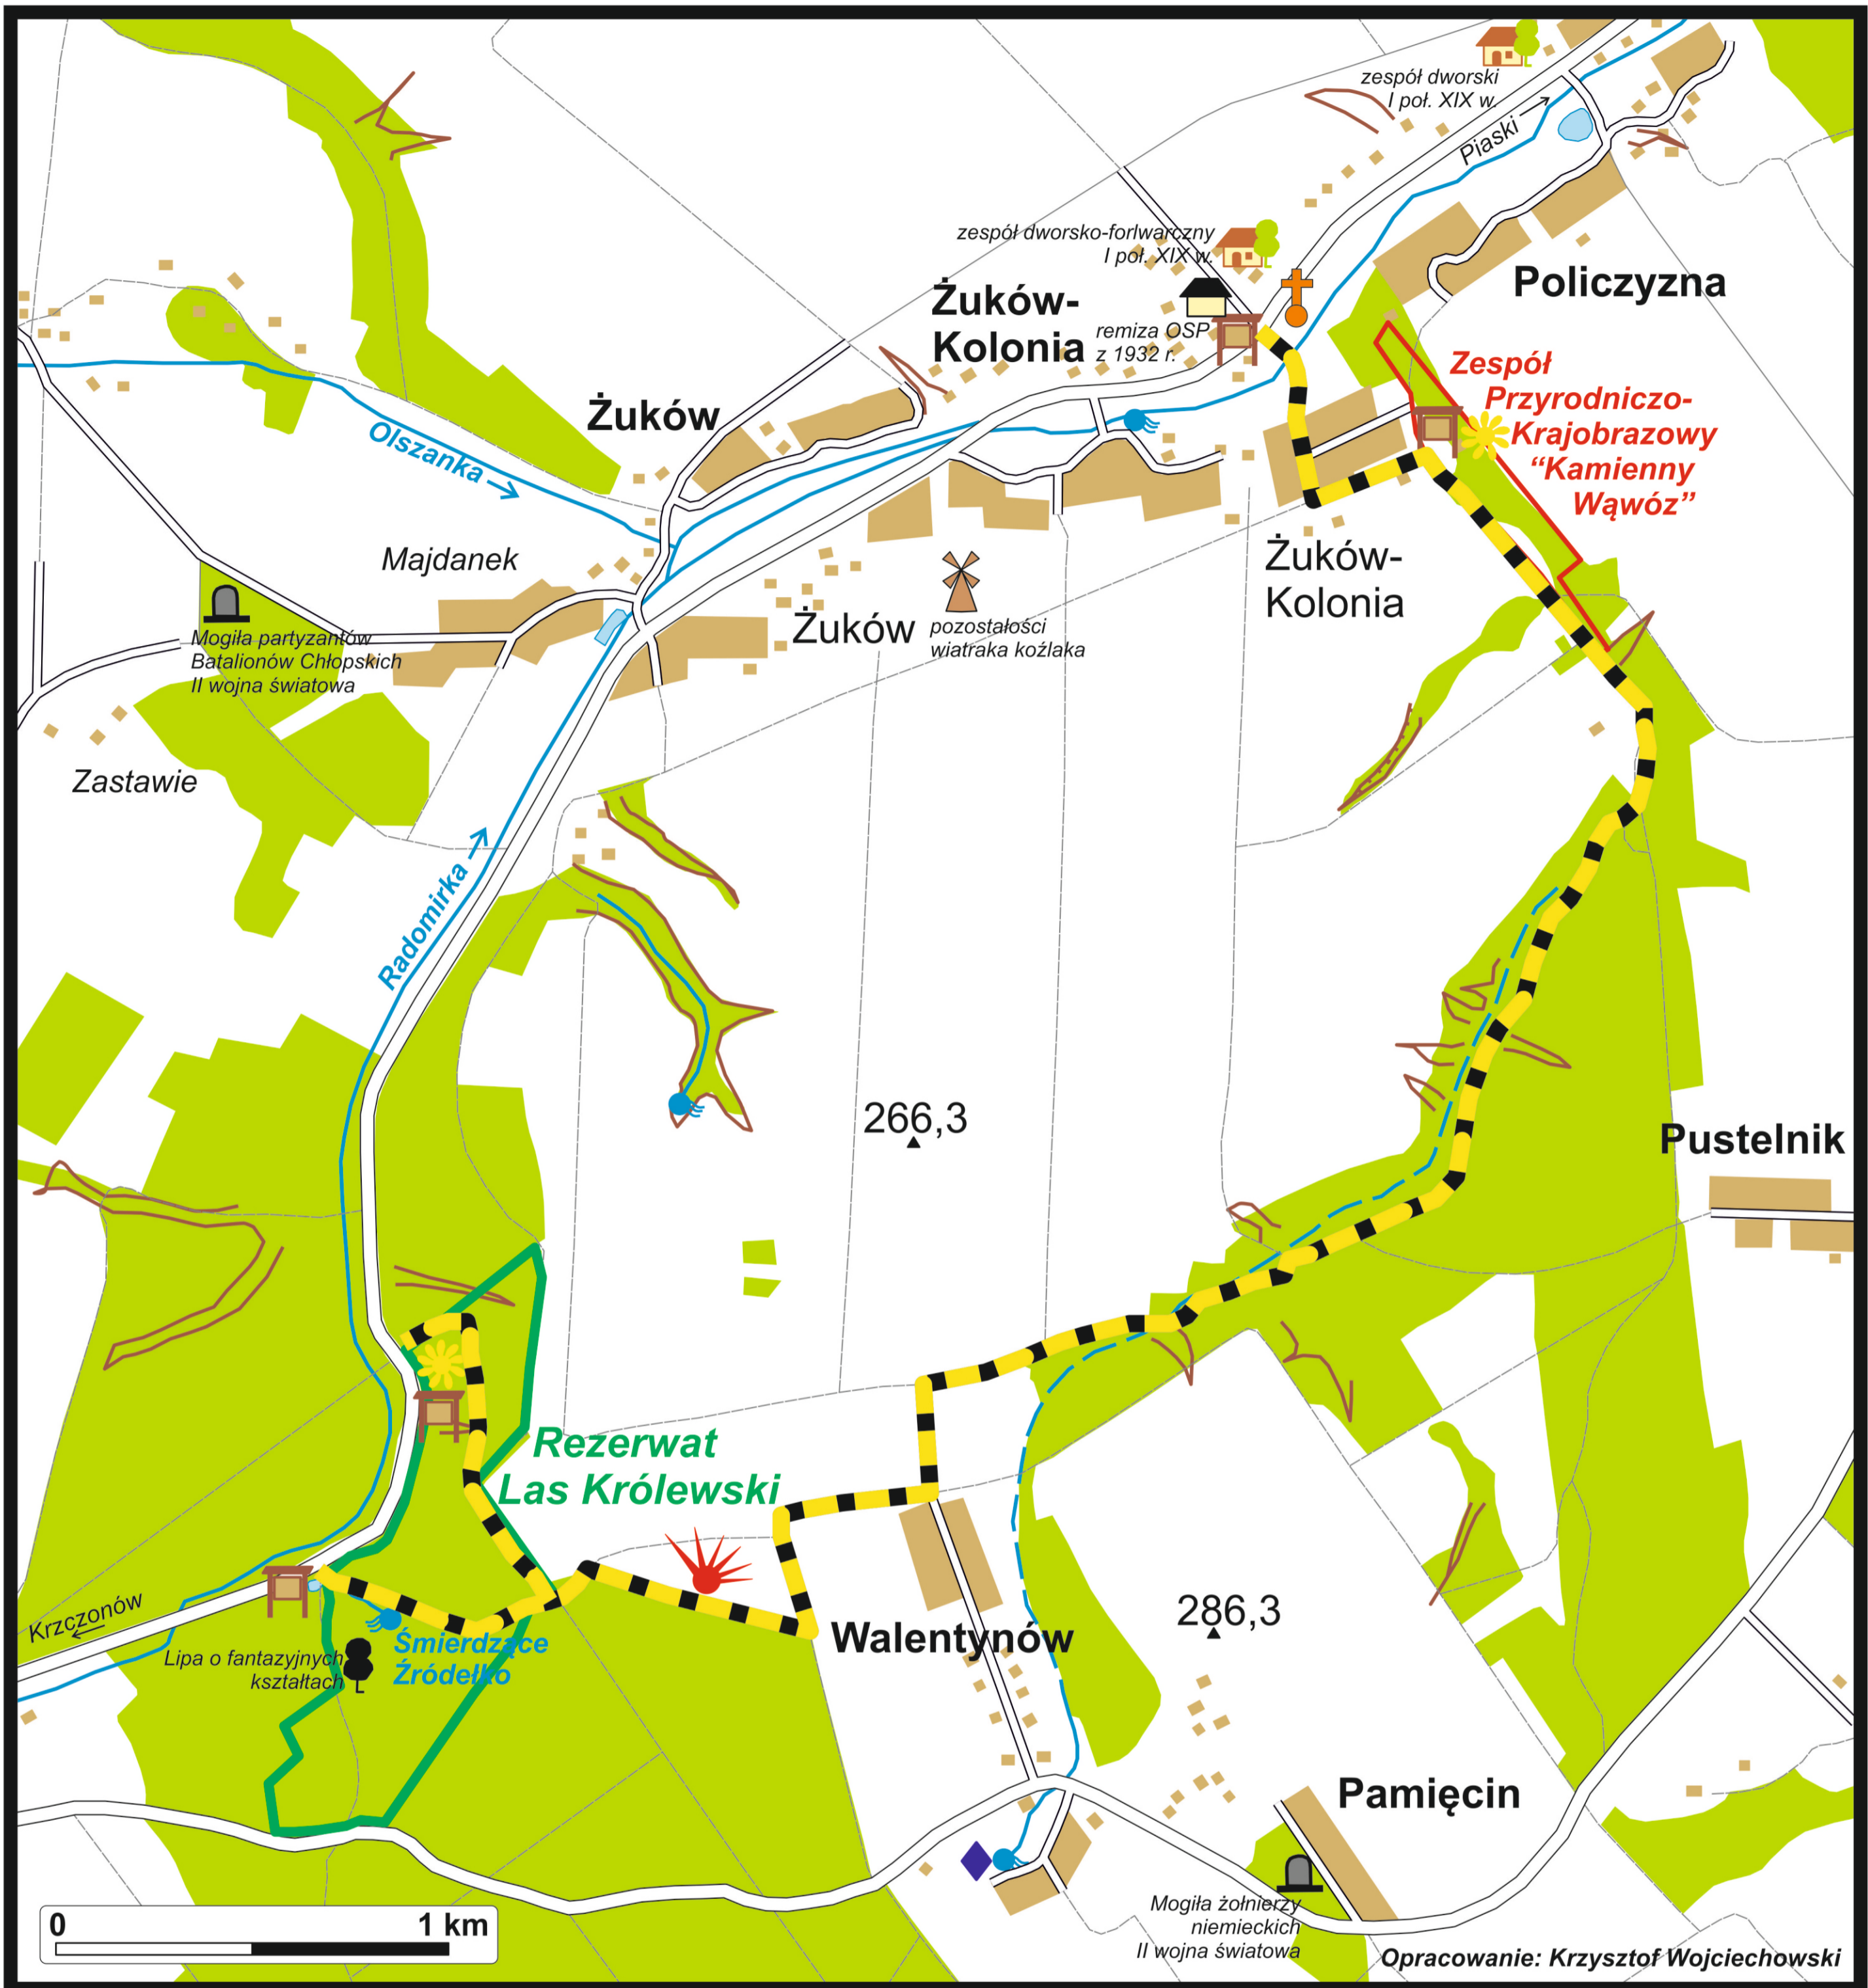 zespół dworski
I poł. XIX w.
Piaski
zespół dworsko-forlwarczny
I poł. XIX w.
Policzyzna
Żuków-
Kolonia
remiza OSP
z 1932 r.
Zespół
Przyrodniczo-
Krajobrazowy
“Kamienny
Wąwóz”
Żuków
Olszanka
Majdanek
Żuków-
Kolonia
Żuków
pozostałości
wiatraka koźlaka
Mogiła partyzantów
Batalionów Chłopskich
II wojna światowa
Zastawie
Radomirka
266,3
Pustelnik
Rezerwat
Las Królewski
Krzczonów
Lipa o fantazyjnych
kształtach
Śmierdzące
Źródełko
Walentynów
286,3
Pamięcin
Mogiła żołnierzy
niemieckich
II wojna światowa
0 1 km
Opracowanie: Krzysztof Wojciechowski